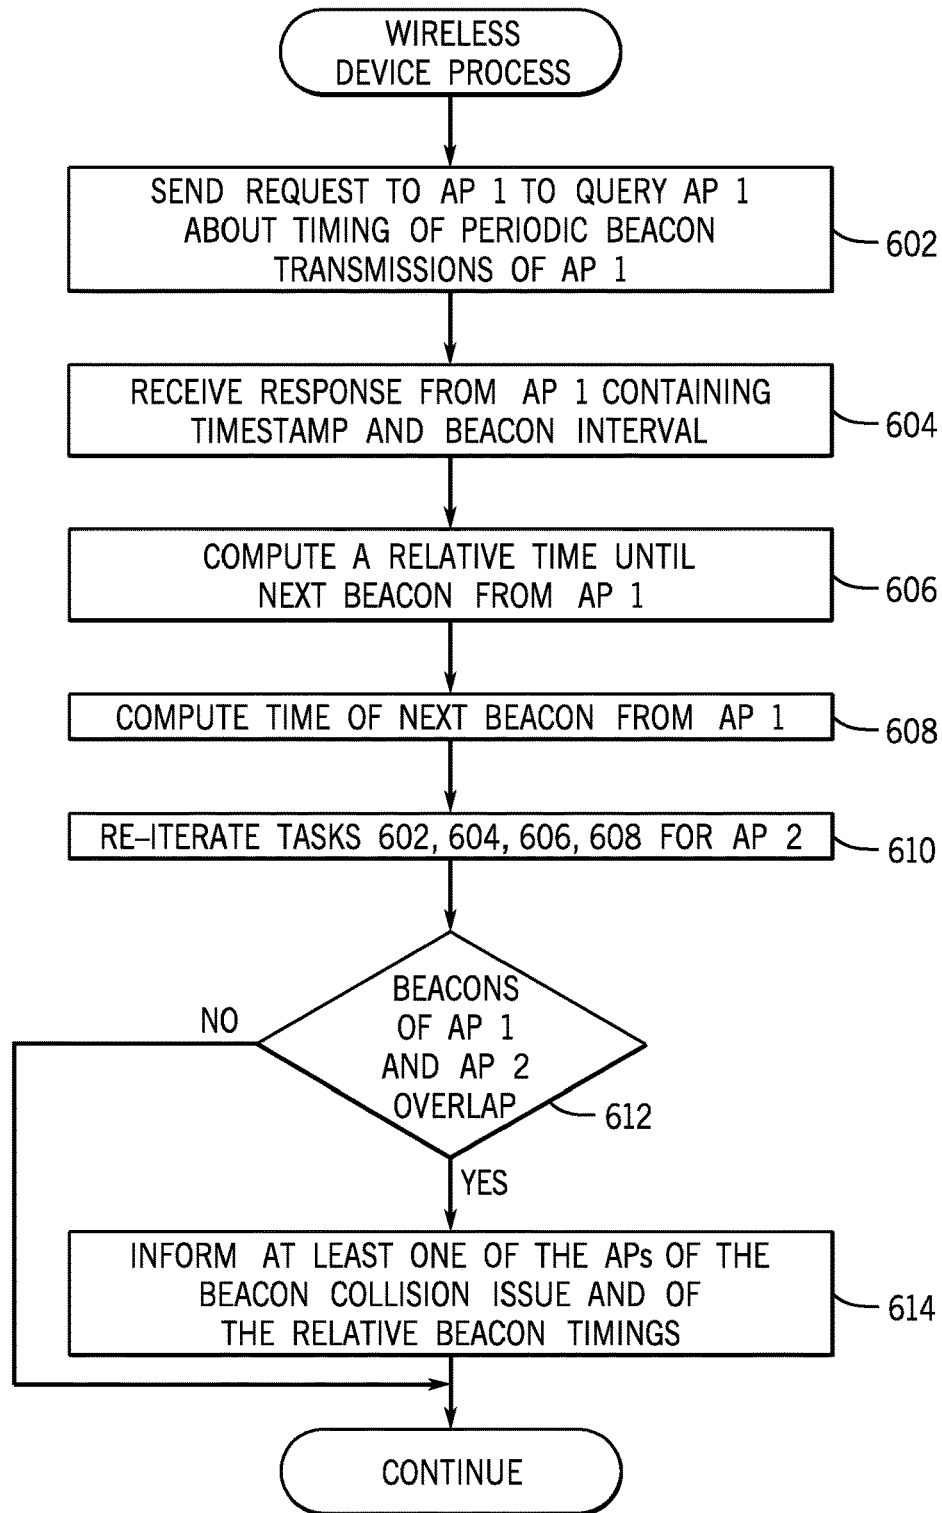 WIRELESS
DEVICE PROCESS
SEND REQUEST TO AP 1 TO QUERY AP 1
ABOUT TIMING OF PERIODIC BEACON
TRANSMISSIONS OF AP 1
602
RECEIVE RESPONSE FROM AP 1 CONTAINING
TIMESTAMP AND BEACON INTERVAL
604
COMPUTE A RELATIVE TIME UNTIL
NEXT BEACON FROM AP 1
606
COMPUTE TIME OF NEXT BEACON FROM AP 1
608
RE-ITERATE TASKS 602, 604, 606, 608 FOR AP 2
610
BEACONS
OF AP 1
AND AP 2
OVERLAP
612
NO
YES
INFORM AT LEAST ONE OF THE APs OF THE
BEACON COLLISION ISSUE AND OF
THE RELATIVE BEACON TIMINGS
614
CONTINUE